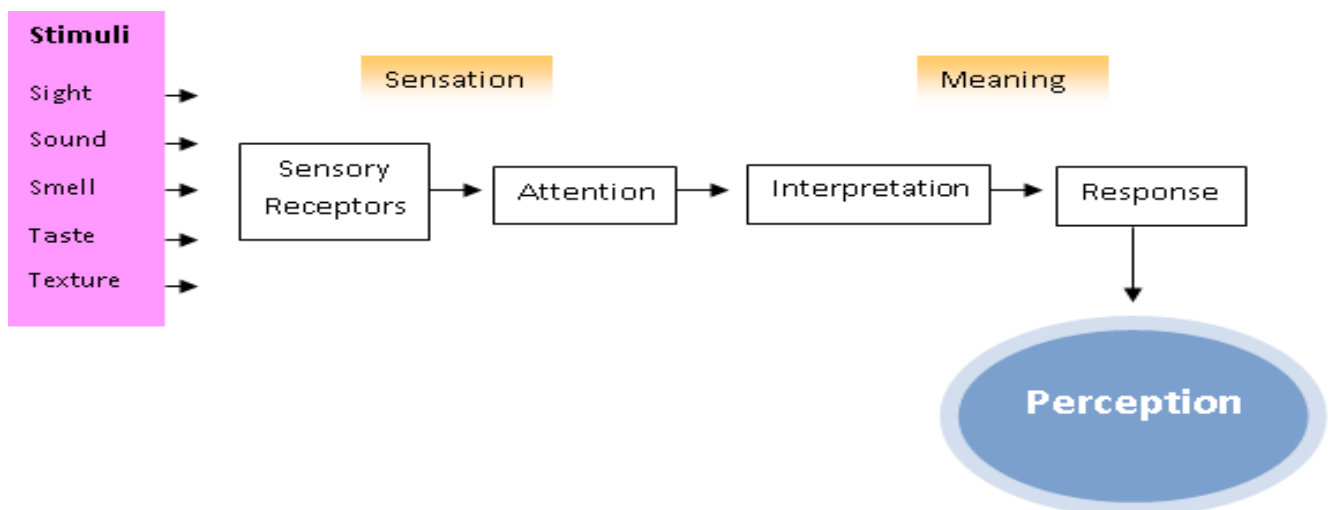 Stimuli
Sight
Sound
Smell
Taste
Texture
Sensation
Meaning
Sensory
Receptors
Attention
Interpretation
Response
Perception